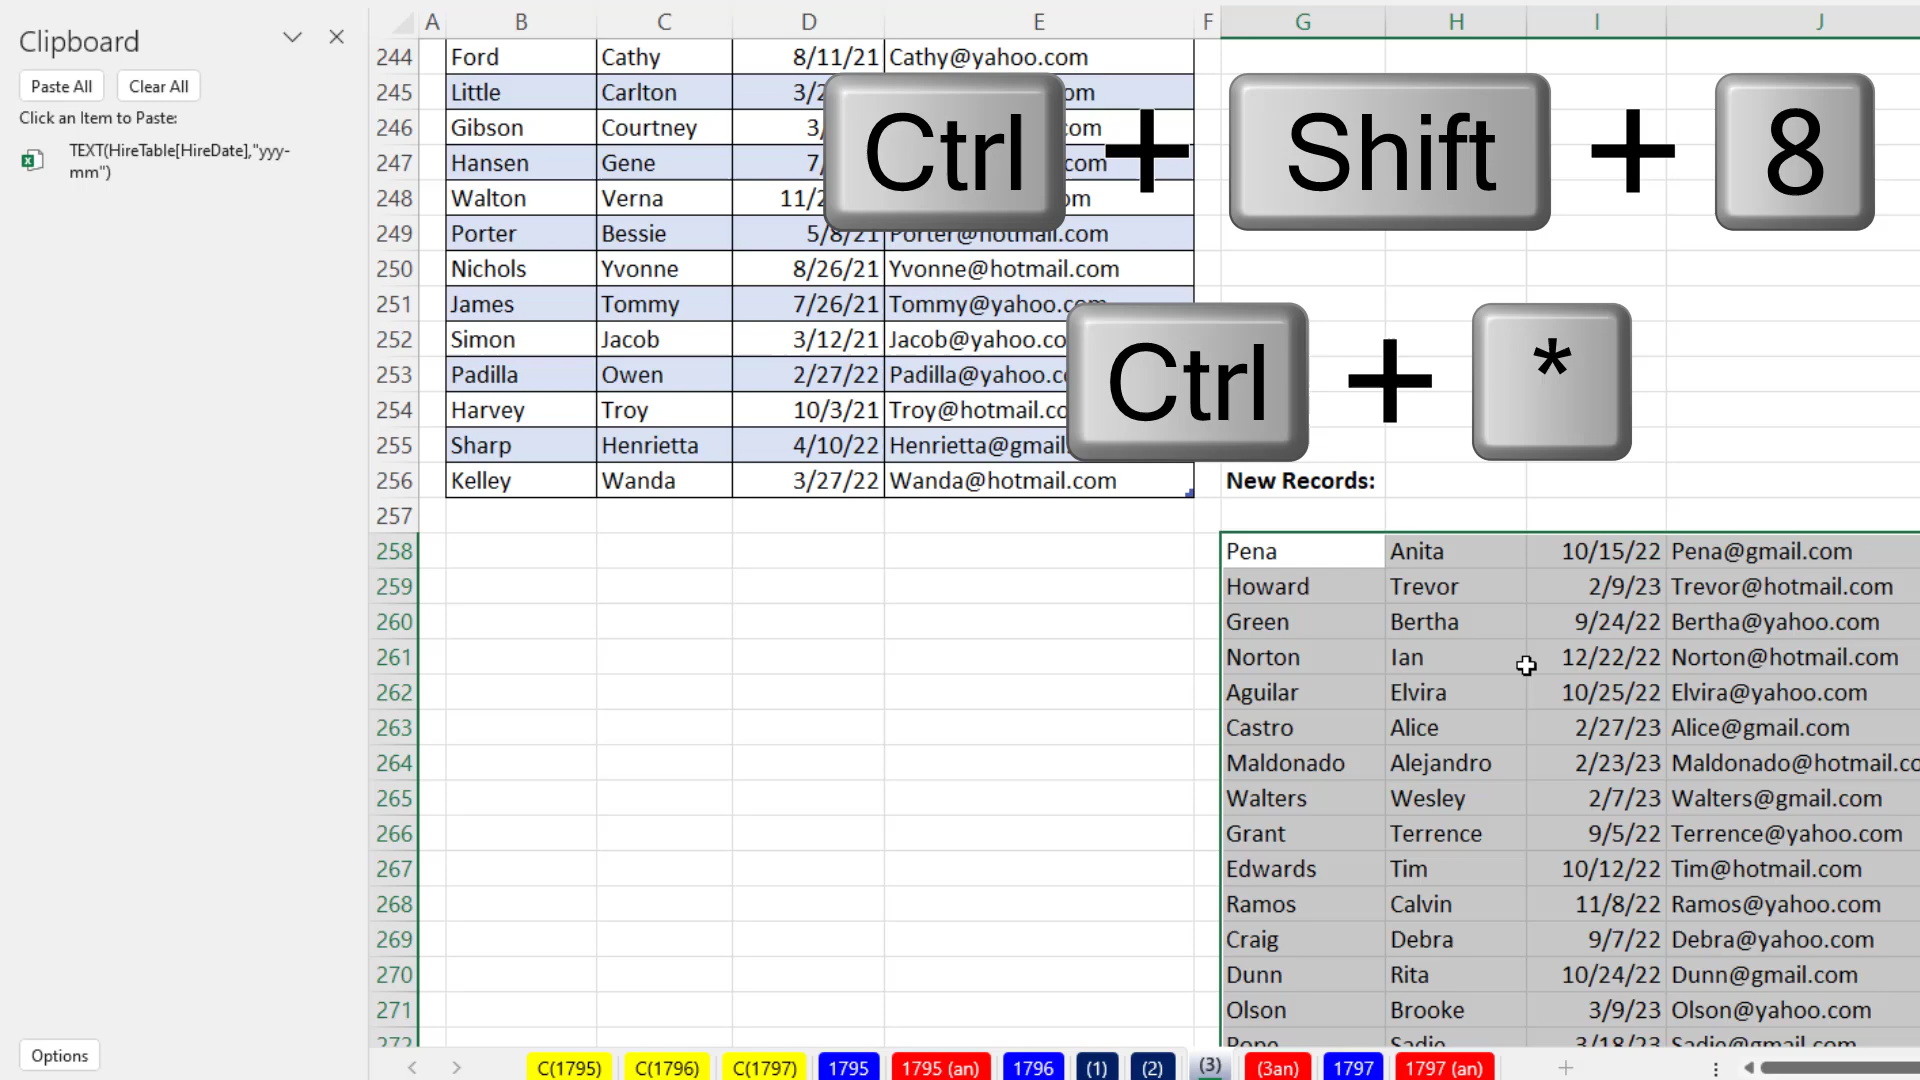 Clipboard
Paste All Clear All
Click an Item to Paste:
TEXT(HireTable[HireDate],"yyy-
mm")
Options
A B C D E F G H I J
244 Ford Cathy 8/11/21 Cathy@yahoo.com
245 Little Carlton
246 Gibson Courtney
247 Hansen Gene
248 Walton Verna
249 Porter Bessie 5/8/21 Porter@hotmail.com
250 Nichols Yvonne 8/26/21 Yvonne@hotmail.com
251 James Tommy 7/26/21 Tommy@yahoo.com
252 Simon Jacob 3/12/21 Jacob@yahoo.co
253 Padilla Owen 2/27/22 Padilla@yahoo.c
254 Harvey Troy 10/3/21 Troy@hotmail.co
255 Sharp Henrietta 4/10/22 Henrietta@gmail.
256 Kelley Wanda 3/27/22 Wanda@hotmail.com New Records:
257
258 Pena Anita 10/15/22 Pena@gmail.com
259 Howard Trevor 2/9/23 Trevor@hotmail.com
260 Green Bertha 9/24/22 Bertha@yahoo.com
261 Norton Ian 12/22/22 Norton@hotmail.com
262 Aguilar Elvira 10/25/22 Elvira@yahoo.com
263 Castro Alice 2/27/23 Alice@gmail.com
264 Maldonado Alejandro 2/23/23 Maldonado@hotmail.co
265 Walters Wesley 2/7/23 Walters@gmail.com
266 Grant Terrence 9/5/22 Terrence@yahoo.com
267 Edwards Tim 10/12/22 Tim@hotmail.com
268 Ramos Calvin 11/8/22 Ramos@yahoo.com
269 Craig Debra 9/7/22 Debra@yahoo.com
270 Dunn Rita 10/24/22 Dunn@gmail.com
271 Olson Brooke 3/9/23 Olson@yahoo.com
272 Pope Sadie 3/18/23 Sadie@gmail.com
Ctrl + Shift + 8
Ctrl + *
C(1795) C(1796) C(1797) 1795 1795 (an) 1796 (1) (2) (3) (3an) 1797 1797 (an)